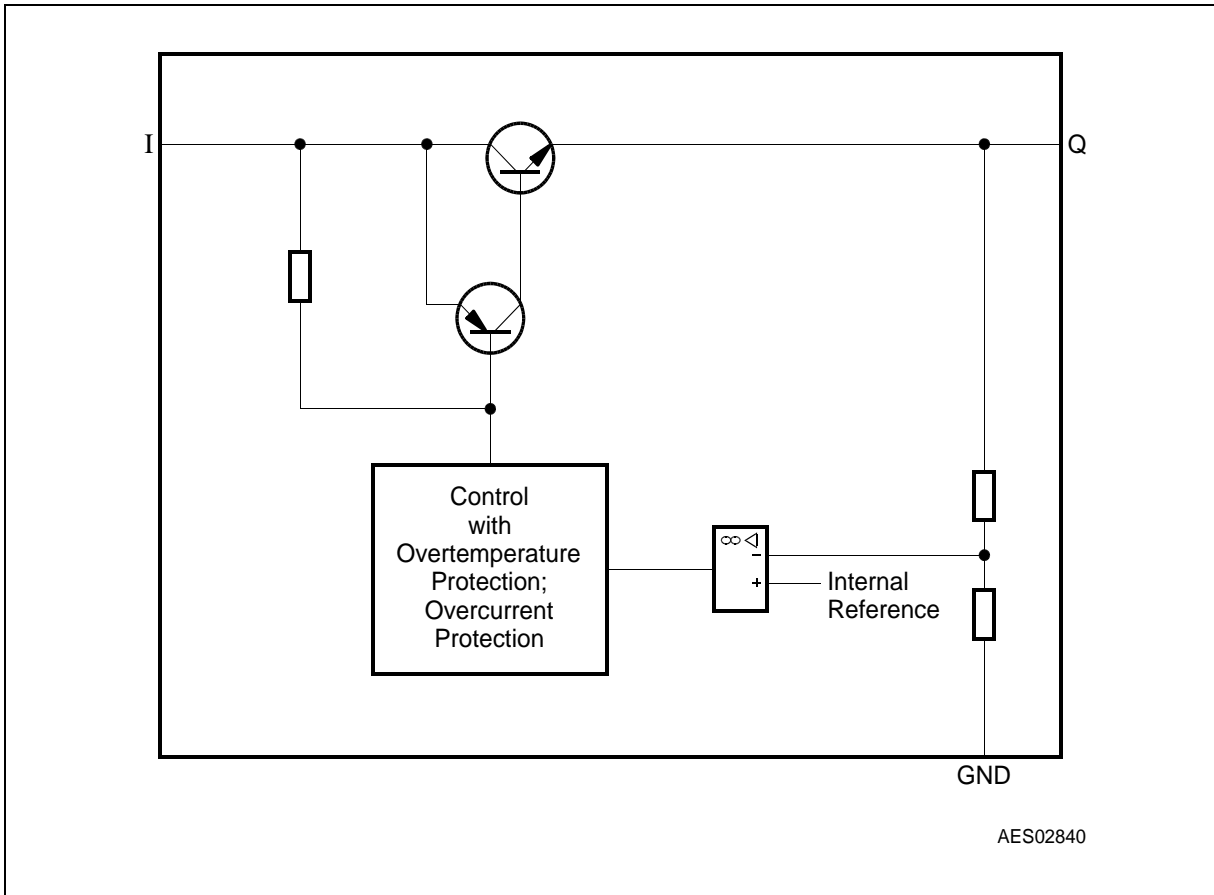 I
Q
Control
with
Overtemperature
Protection;
Overcurrent
Protection
∞ ◁
−
+
Internal
Reference
GND
AES02840